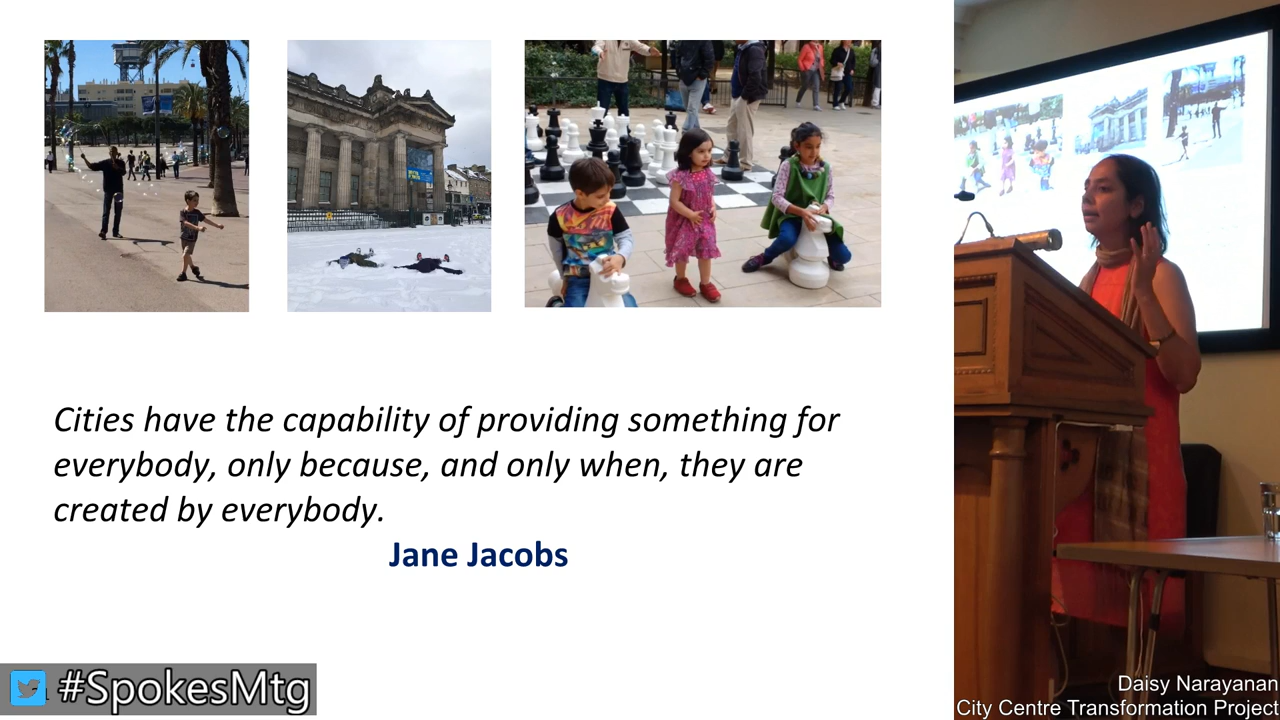 Cities have the capability of providing something for
everybody, only because, and only when, they are
created by everybody.
Jane Jacobs
#SpokesMtg
Daisy Narayanan
City Centre Transformation Project